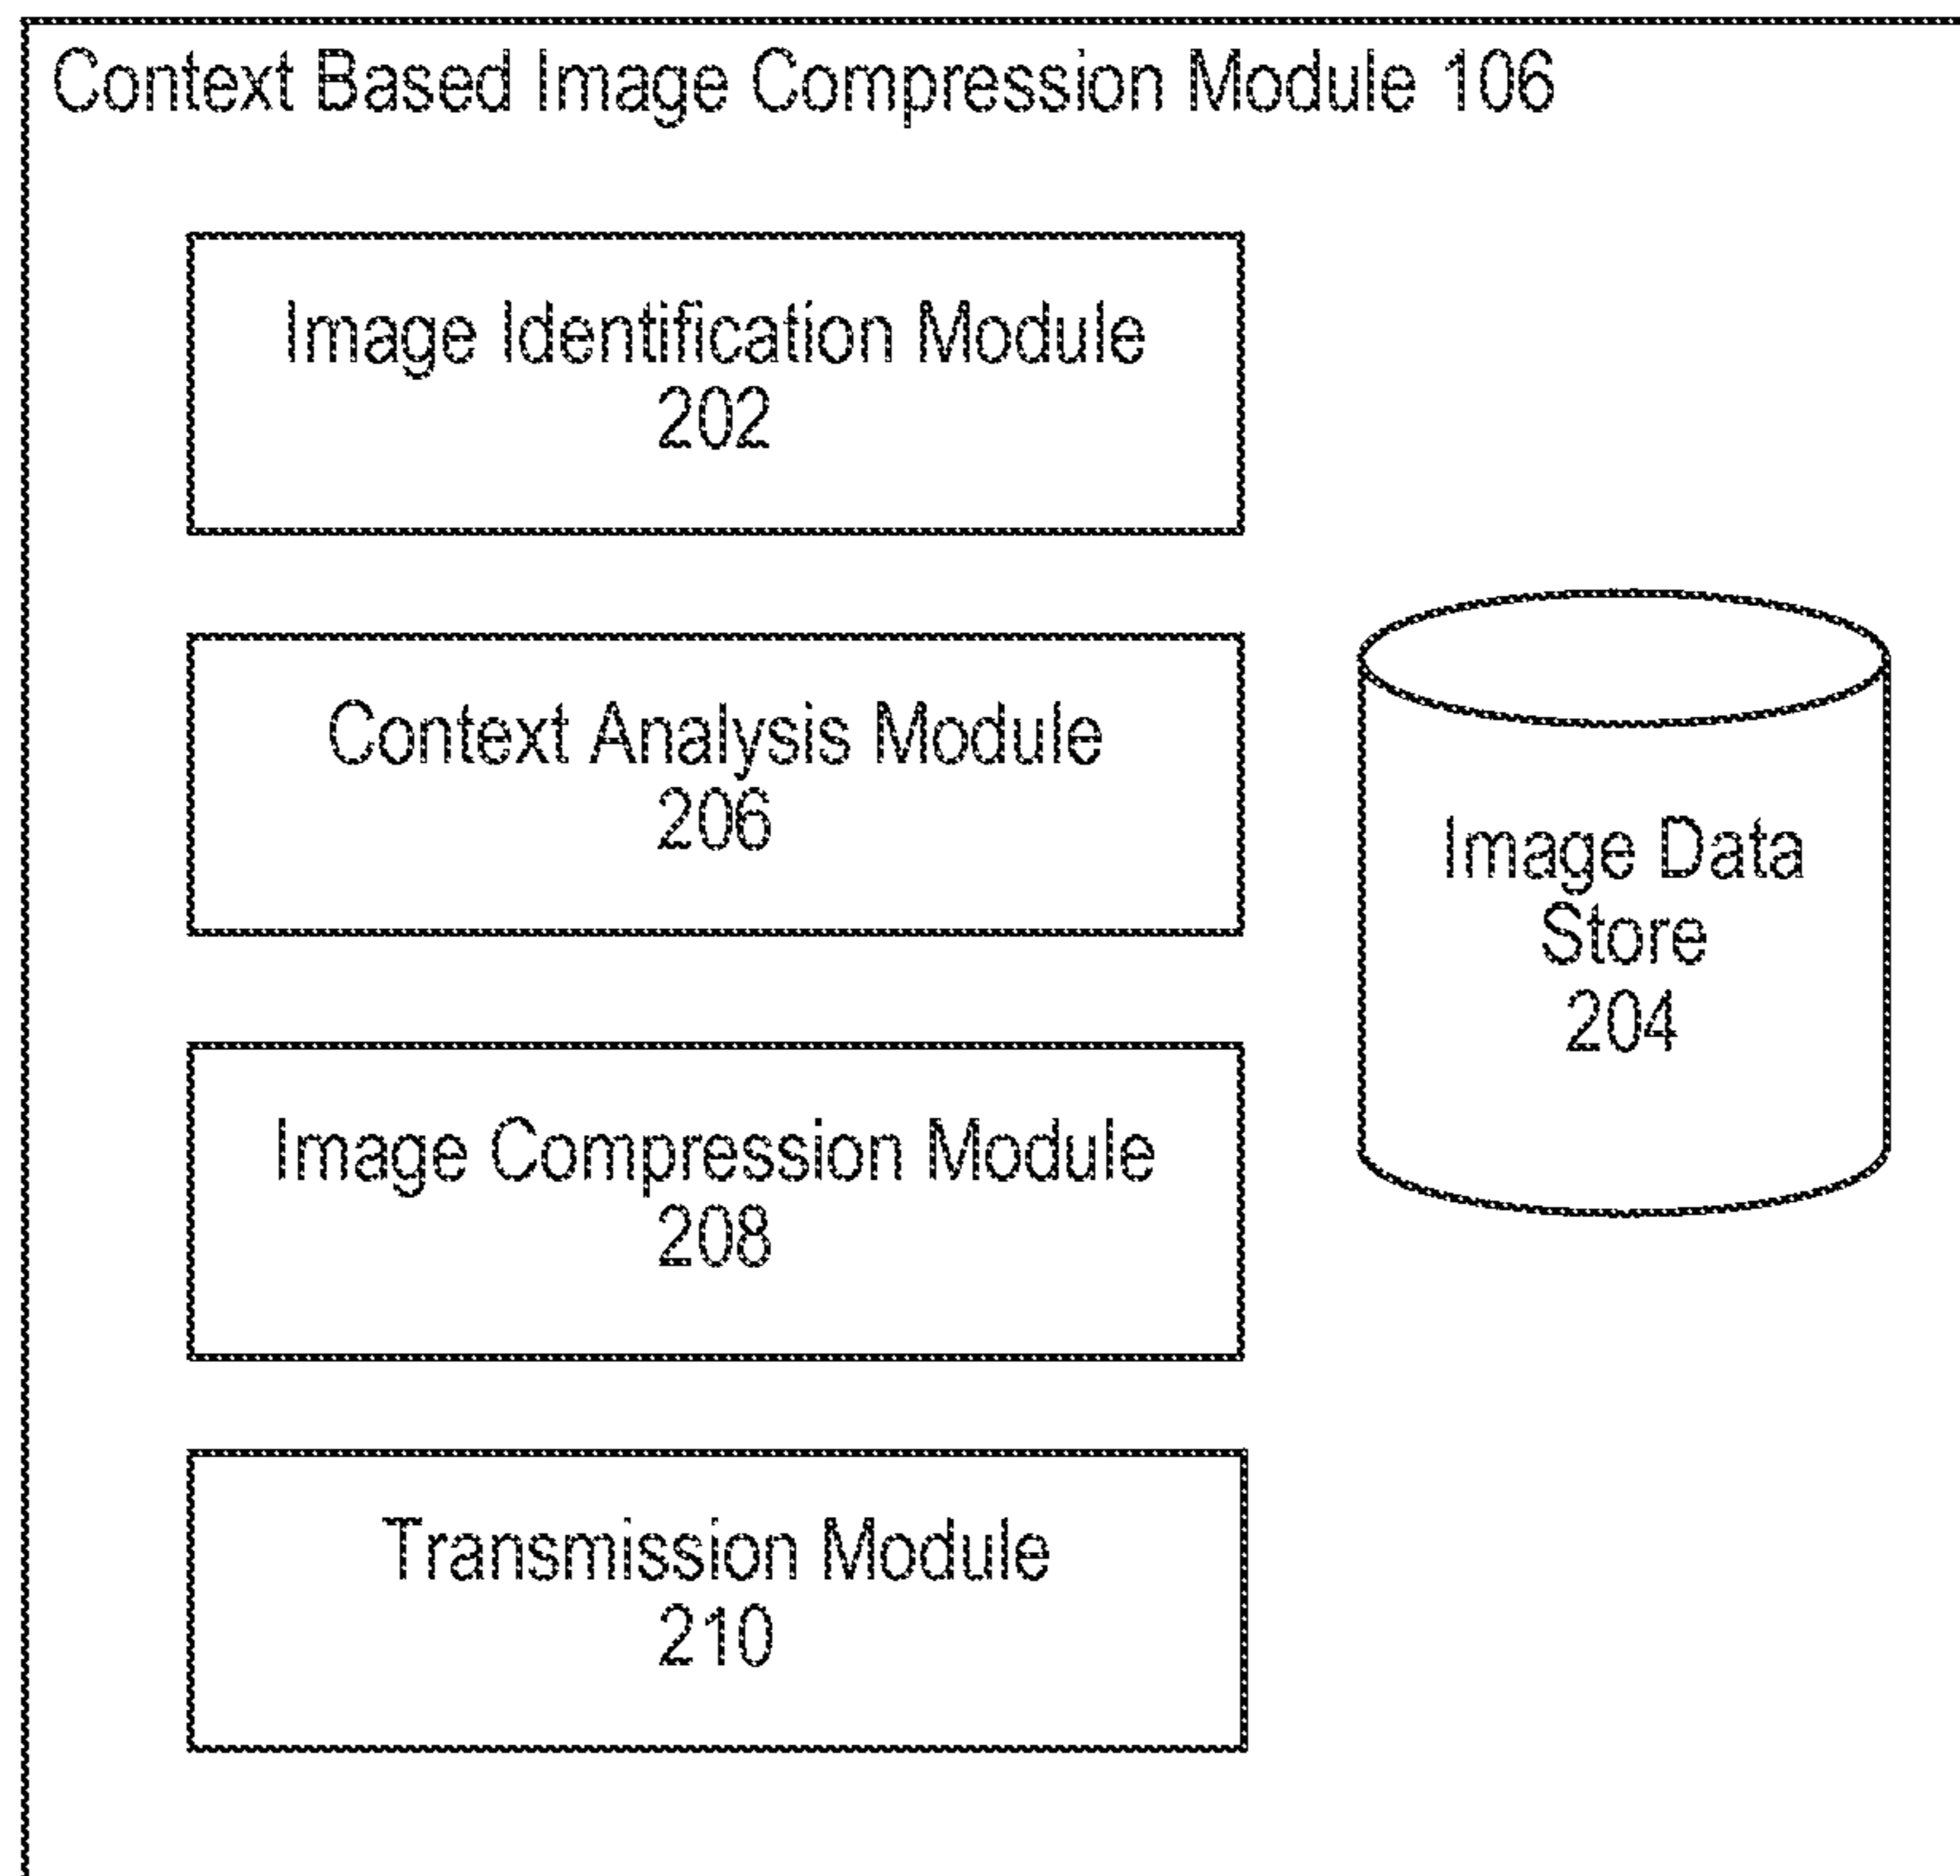 Context Based Image Compression Module 106
Image Identification Module
202
Context Analysis Module
206
Image Data
Store
204
Image Compression Module
208
Transmission Module
210